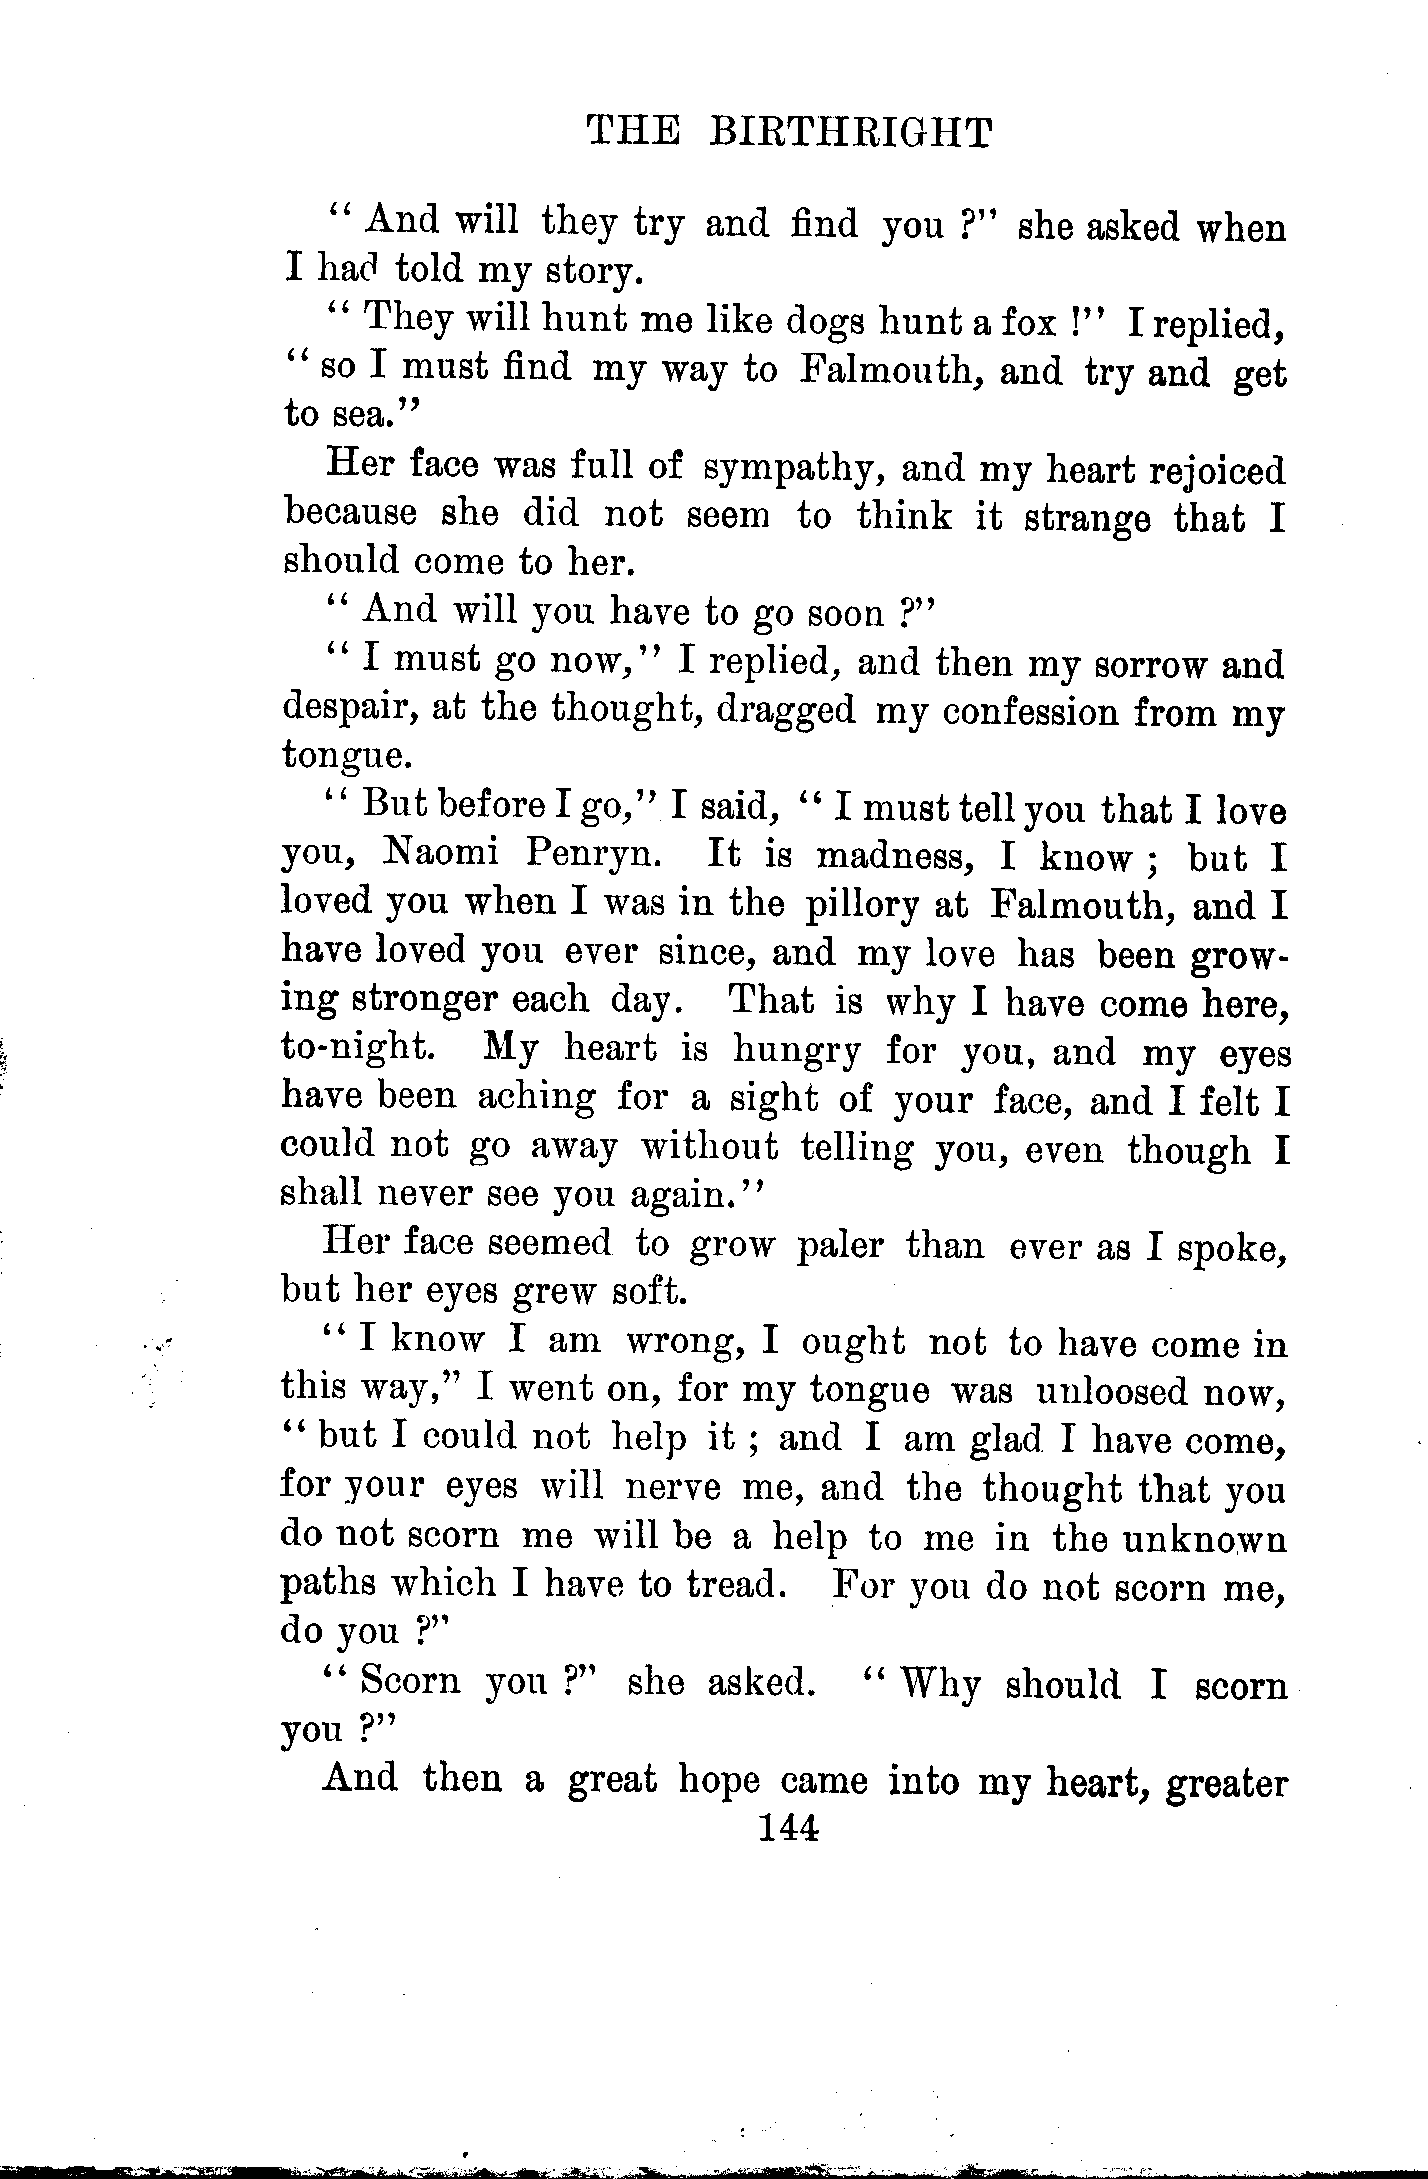 THE BIRTHRIGHT
“ And will they try and find you ?” she asked when
I had told my story.
“ They will hunt me like dogs hunt a fox !” I replied,
“ so I must find my way to Falmouth, and try and get
to sea.”
Her face was full of sympathy, and my heart rejoiced
because she did not seem to think it strange that I
should come to her.
“ And will you have to go soon ?”
“ I must go now,” I replied, and then my sorrow and
despair, at the thought, dragged my confession from my
tongue.
“ But before I go,” I said, “ I must tell you that I love
you, Naomi Penryn. It is madness, I know ; but I
loved you when I was in the pillory at Falmouth, and I
have loved you ever since, and my love has been grow-
ing stronger each day. That is why I have come here,
to-night. My heart is hungry for you, and my eyes
have been aching for a sight of your face, and I felt I
could not go away without telling you, even though I
shall never see you again.”
Her face seemed to grow paler than ever as I spoke,
but her eyes grew soft.
“ I know I am wrong, I ought not to have come in
this way,” I went on, for my tongue was unloosed now,
“ but I could not help it ; and I am glad I have come,
for your eyes will nerve me, and the thought that you
do not scorn me will be a help to me in the unknown
paths which I have to tread. For you do not scorn me,
do you ?”
“ Scorn you ?” she asked. “ Why should I scorn
you ?”
And then a great hope came into my heart, greater
144